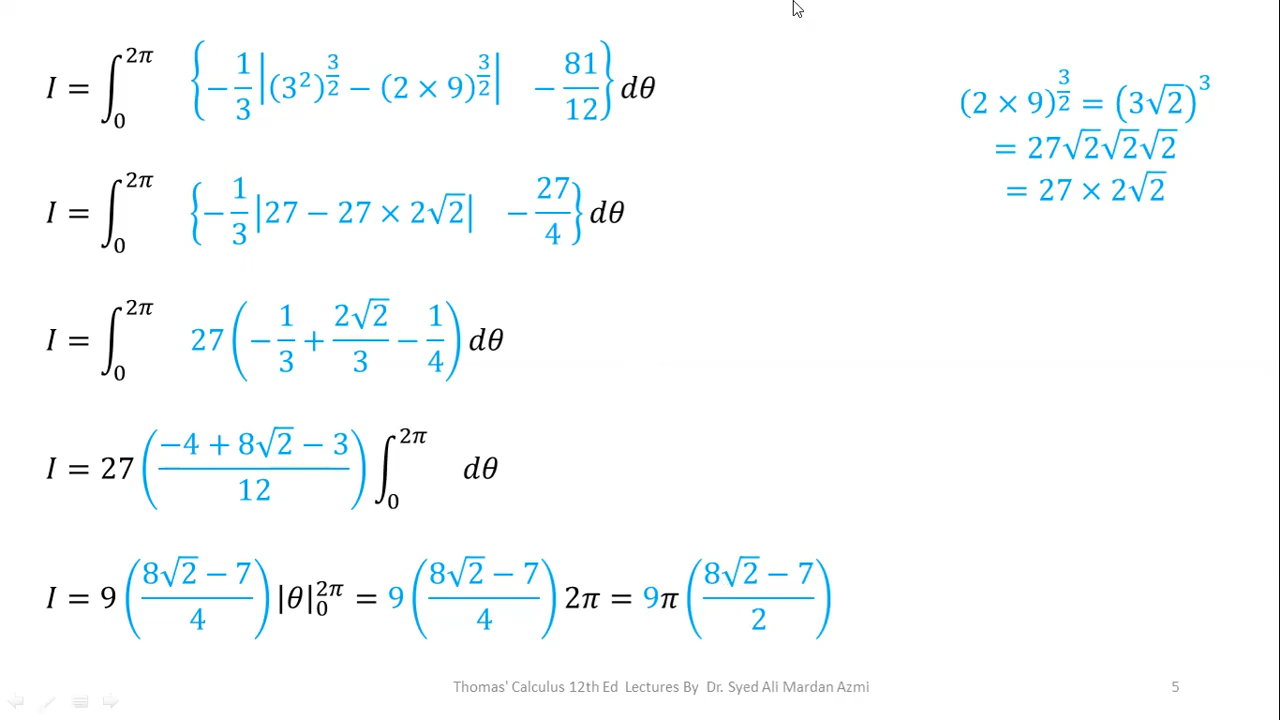 I = ∫₀^{2π} {−1/3 |(3²)^{3/2} − (2 × 9)^{3/2}| − 81/12} dθ
(2 × 9)^{3/2} = (3√2)³
= 27√2√2√2
= 27 × 2√2
I = ∫₀^{2π} {−1/3 |27 − 27 × 2√2| − 27/4} dθ
I = ∫₀^{2π} 27 (−1/3 + 2√2/3 − 1/4) dθ
I = 27 ((−4 + 8√2 − 3)/12) ∫₀^{2π} dθ
I = 9 ((8√2 − 7)/4) |θ|₀^{2π} = 9 ((8√2 − 7)/4) 2π = 9π ((8√2 − 7)/2)
Thomas' Calculus 12th Ed Lectures By Dr. Syed Ali Mardan Azmi
5